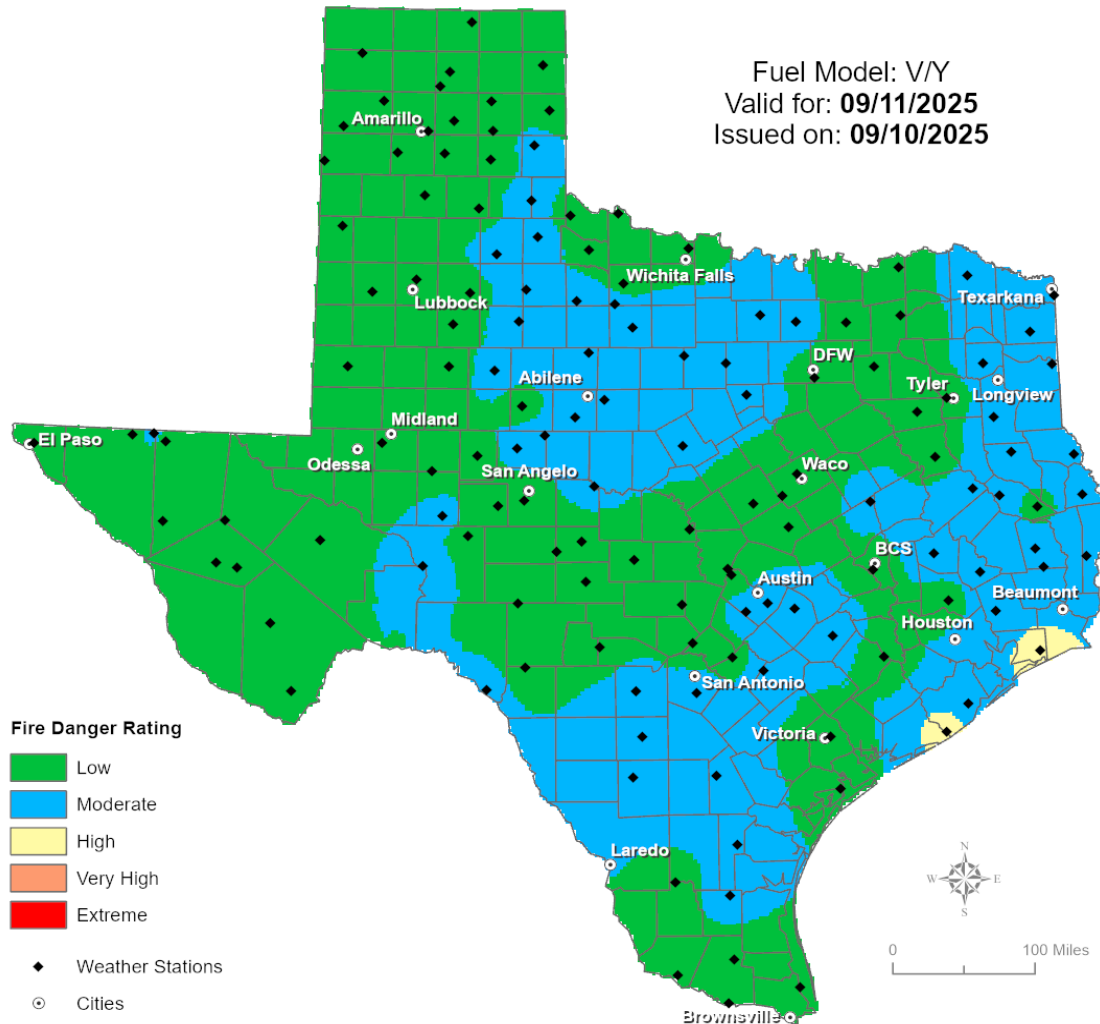 Fuel Model: V/Y
Valid for: 09/11/2025
Issued on: 09/10/2025
Amarillo
Wichita Falls
Lubbock
Texarkana
DFW
Abilene
Tyler
Longview
Midland
El Paso
Odessa
San Angelo
Waco
BCS
Austin
Beaumont
Houston
San Antonio
Victoria
Laredo
Brownsville
Fire Danger Rating
Low
Moderate
High
Very High
Extreme
Weather Stations
Cities
N
W E
S
0 100 Miles